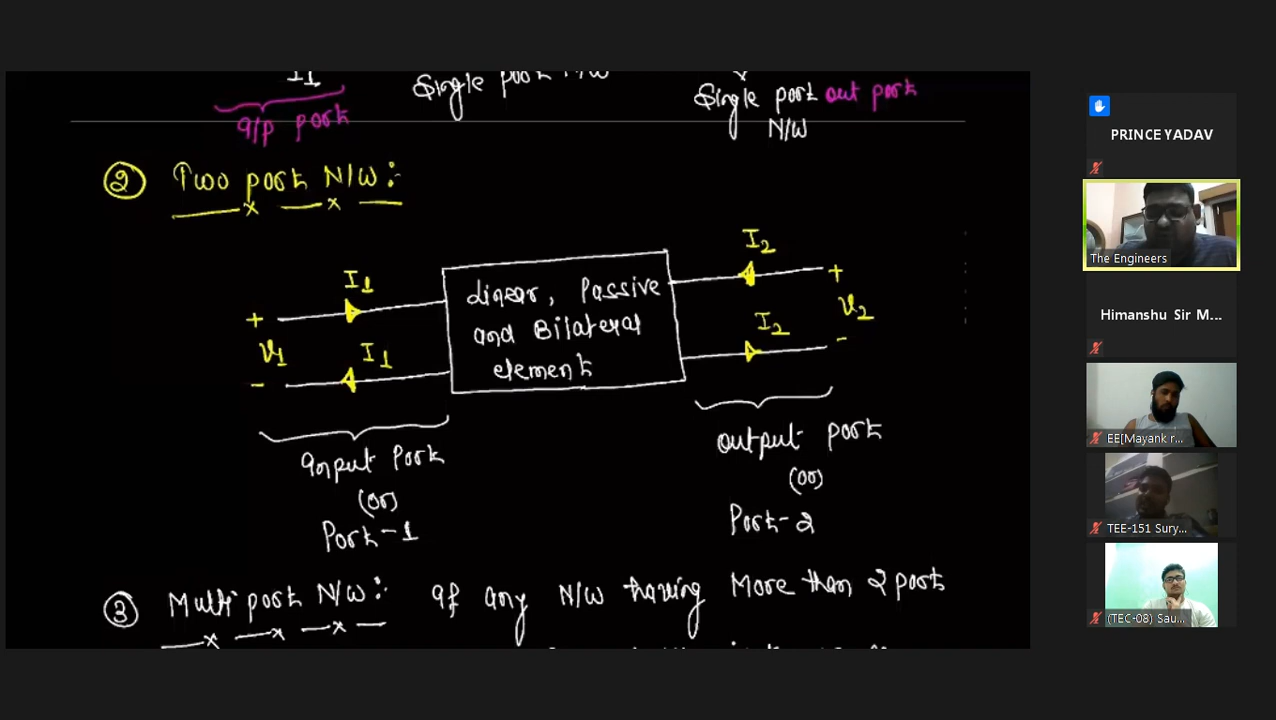 I1
i/p port
Single port N/W
Single port out port
N/W
② Two port N/W:-
I1
+
V1
I1
-
Linear, Passive
and Bilateral
element
I2
+
V2
I2
-
Input Port
(or)
Port-1
output port
(or)
Port-2
③ Multi port N/W:- If any N/W having More than 2 port
PRINCE YADAV
The Engineers
Himanshu Sir M...
EE[Mayank r...
TEE-151 Sury...
(TEC-08) Sau...